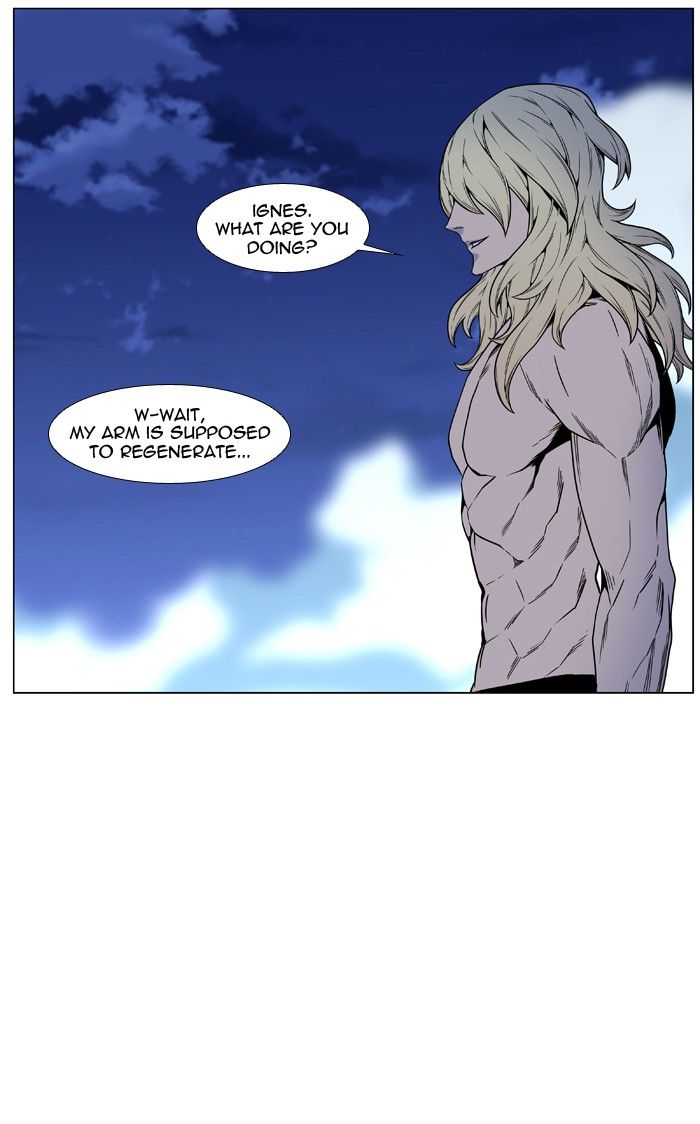 IGNES.
WHAT ARE YOU
DOING?
W-WAIT,
MY ARM IS SUPPOSED
TO REGENERATE...